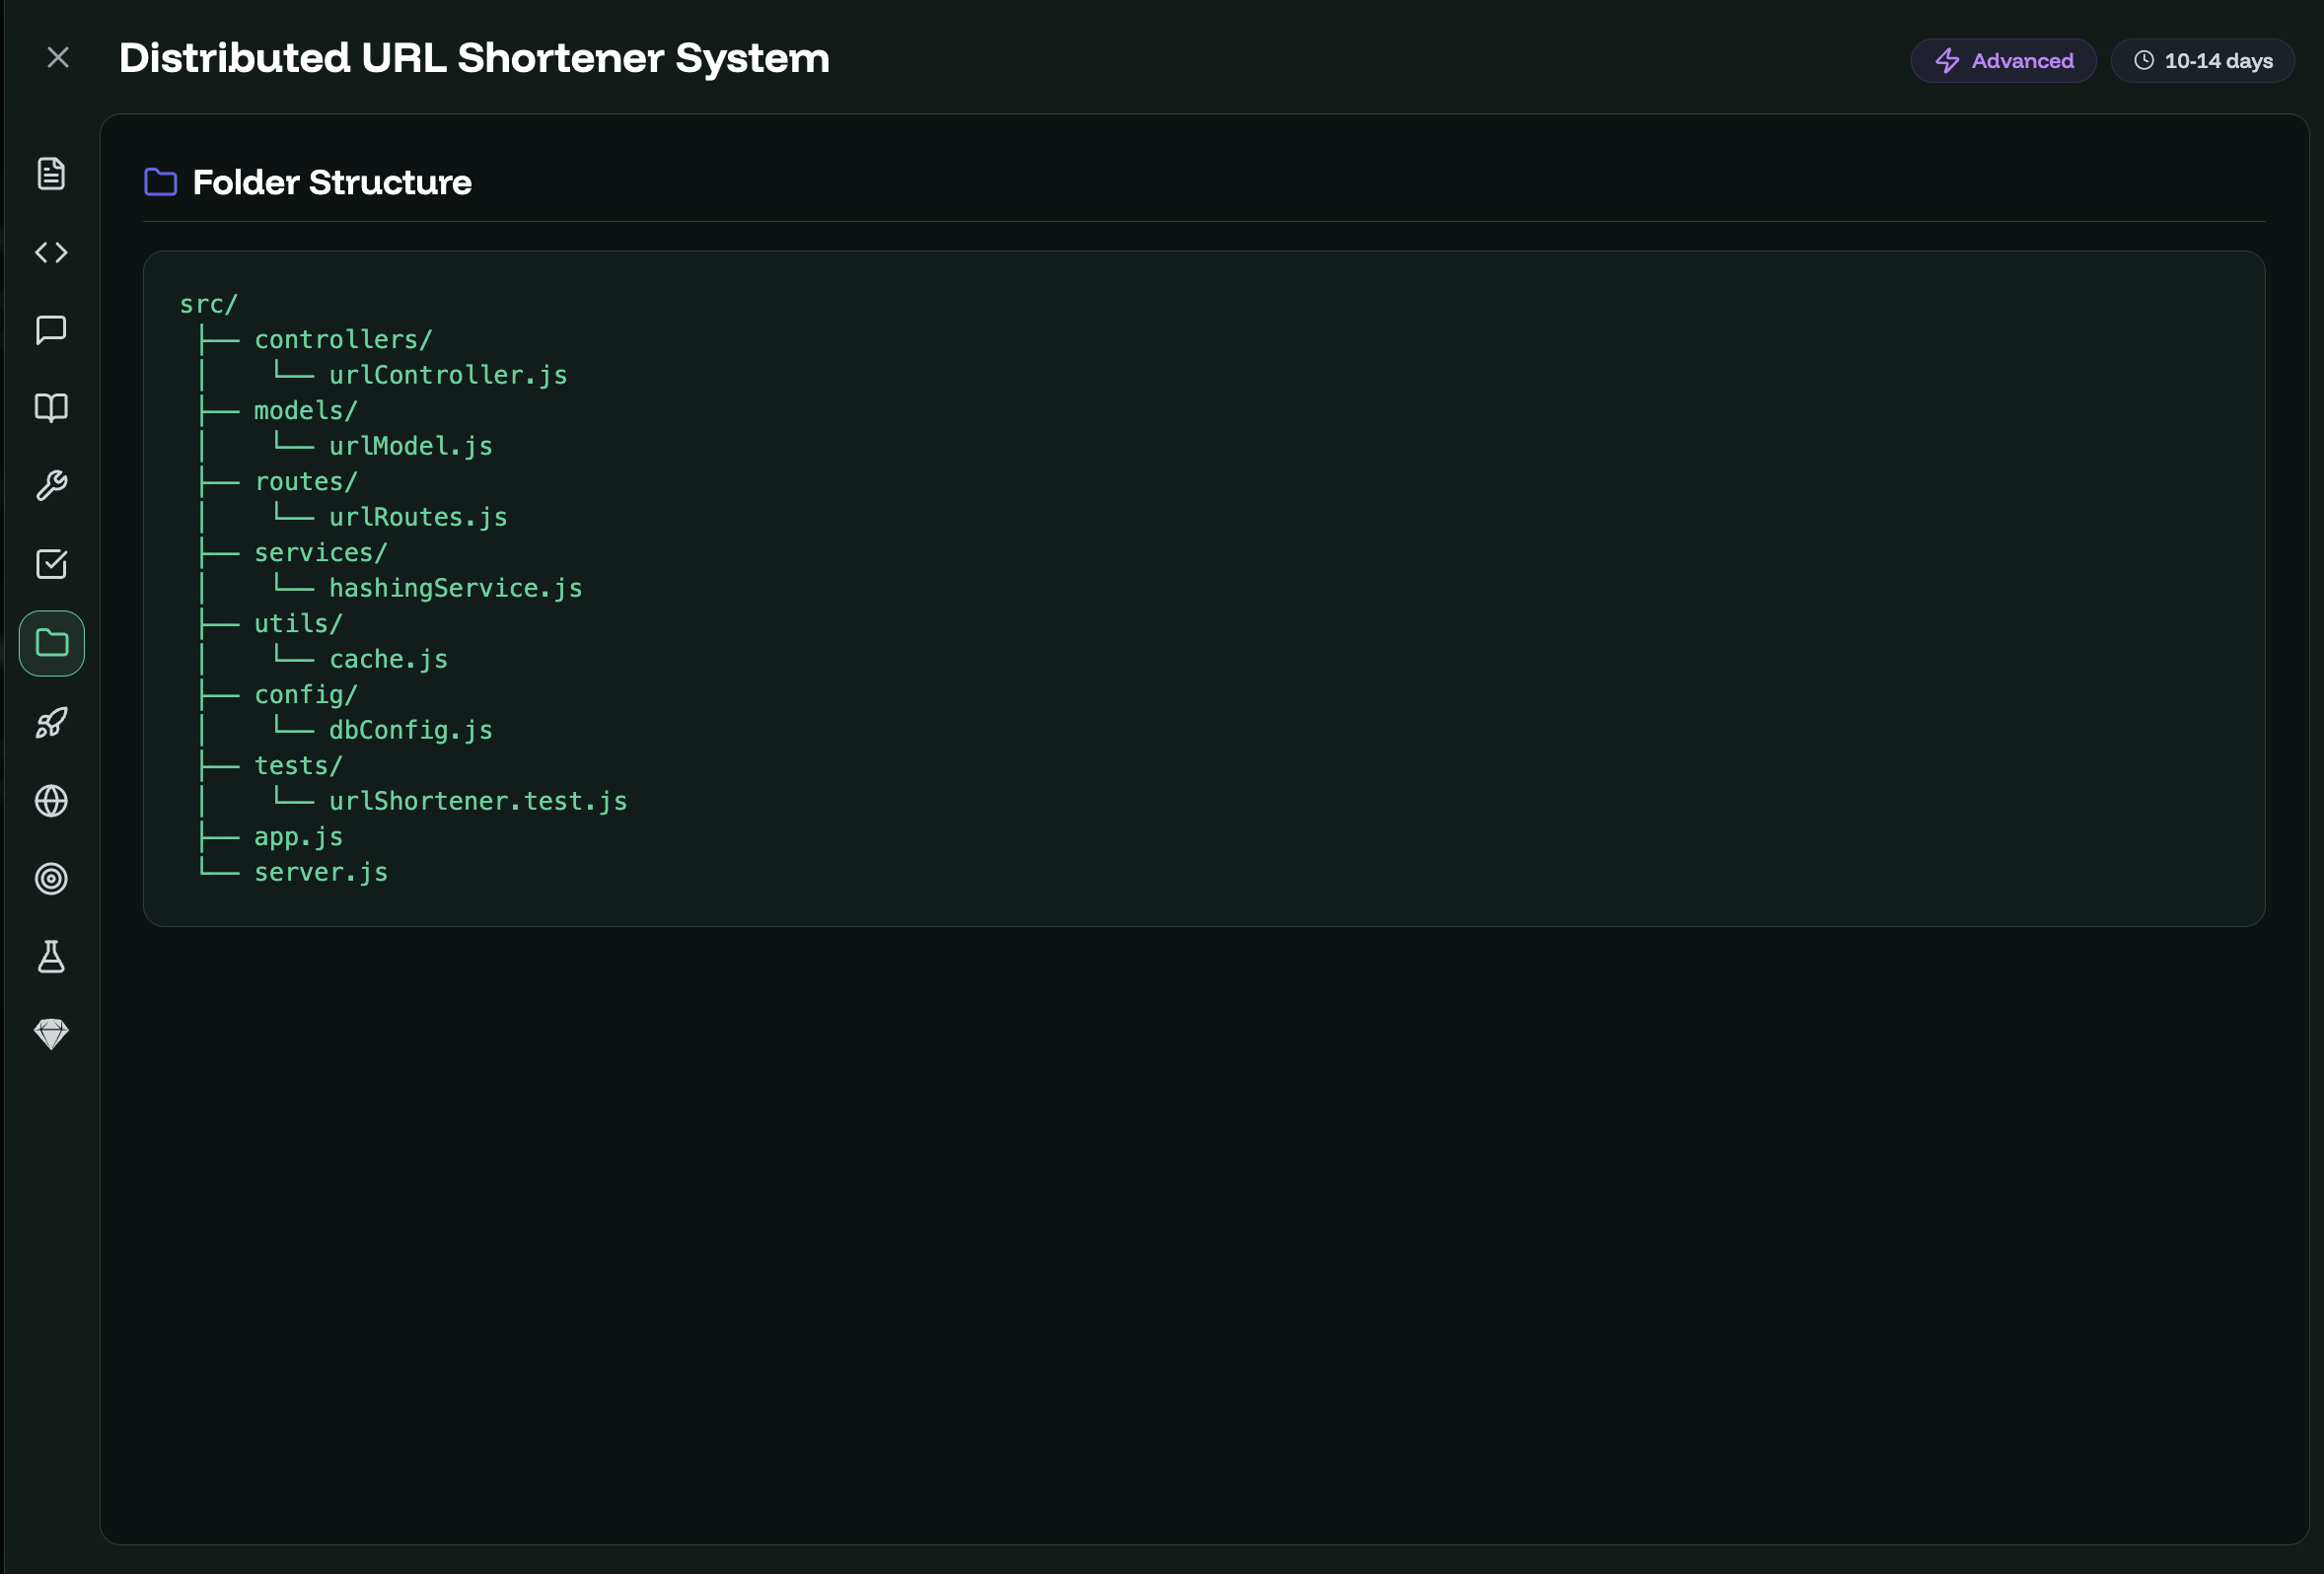 Distributed URL Shortener System
Advanced
10-14 days
Folder Structure
src/
├── controllers/
│   └── urlController.js
├── models/
│   └── urlModel.js
├── routes/
│   └── urlRoutes.js
├── services/
│   └── hashingService.js
├── utils/
│   └── cache.js
├── config/
│   └── dbConfig.js
├── tests/
│   └── urlShortener.test.js
├── app.js
└── server.js